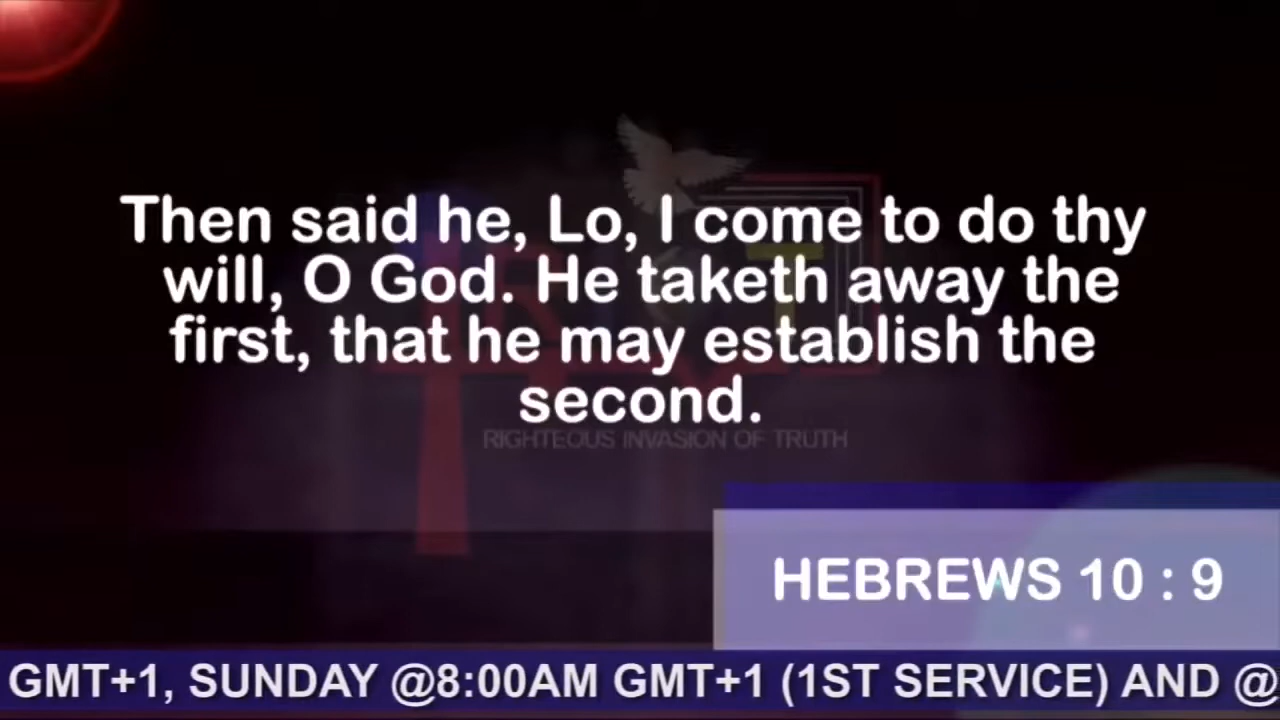 Then said he, Lo, I come to do thy
will, O God. He taketh away the
first, that he may establish the
second.
RIGHTEOUS INVASION OF TRUTH
HEBREWS 10 : 9
GMT+1, SUNDAY @8:00AM GMT+1 (1ST SERVICE) AND @